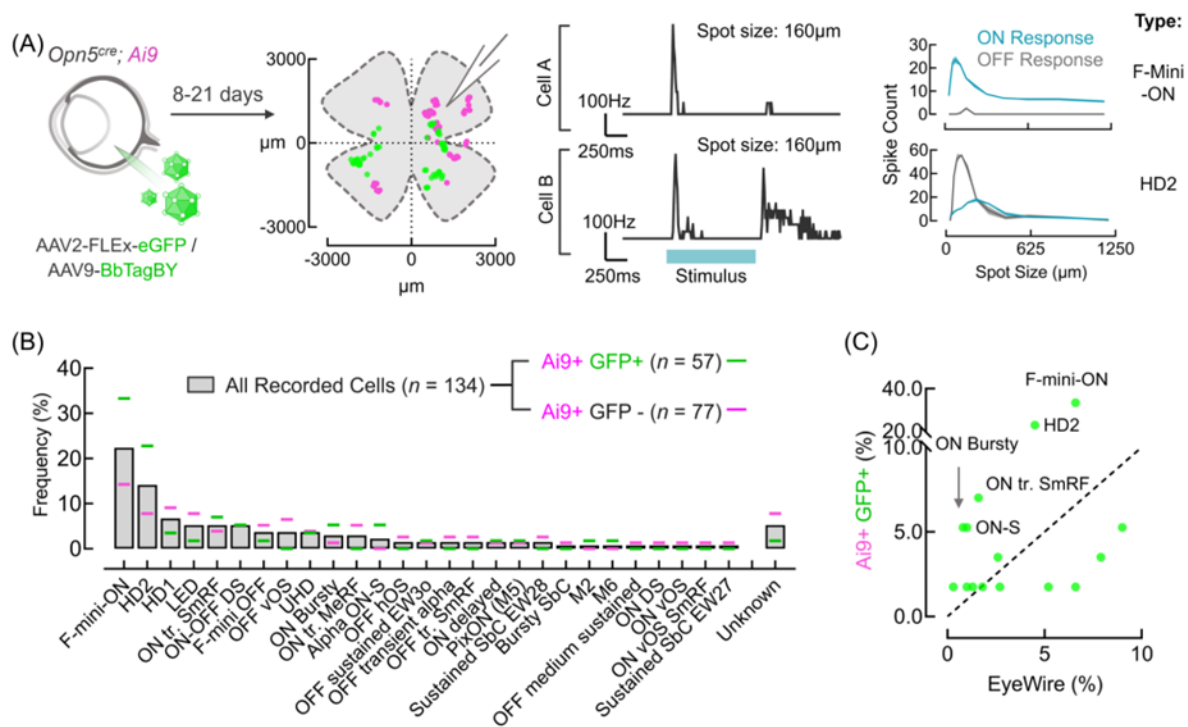 (A)
Opn5cre; Ai9
8-21 days
AAV2-FLEx-eGFP /
AAV9-BbTagBY
3000
μm 0
-3000
-3000 0 3000
μm
Cell A
Spot size: 160μm
100Hz
250ms
Cell B
Spot size: 160μm
100Hz
250ms
Stimulus
Type:
ON Response
OFF Response
Spike Count
30
20
10
0
F-Mini
-ON
60
40
20
0
HD2
0 625 1250
Spot Size (μm)
(B)
Frequency (%)
40
30
20
10
0
All Recorded Cells (n = 134)
Ai9+ GFP+ (n = 57)
Ai9+ GFP - (n = 77)
F-mini-ON
HD2
HD1
LED
ON tr. SmRF
ON-OFF DS
F-mini OFF
OFF vOS
UHD
ON Bursty
ON tr. MeRF
Alpha ON-S
OFF hOS
OFF sustained EW3o
OFF transient alpha
OFF tr. SmRF
ON delayed
PixON (M5)
Sustained SbC EW28
Bursty SbC
M2
M6
OFF medium sustained
ON DS
ON vOS
ON vOS SmRF
Sustained SbC EW27
Unknown
(C)
Ai9+ GFP+ (%)
40.0
20.0
10.0
5.0
0.0
F-mini-ON
HD2
ON Bursty
ON tr. SmRF
ON-S
0 5 10
EyeWire (%)